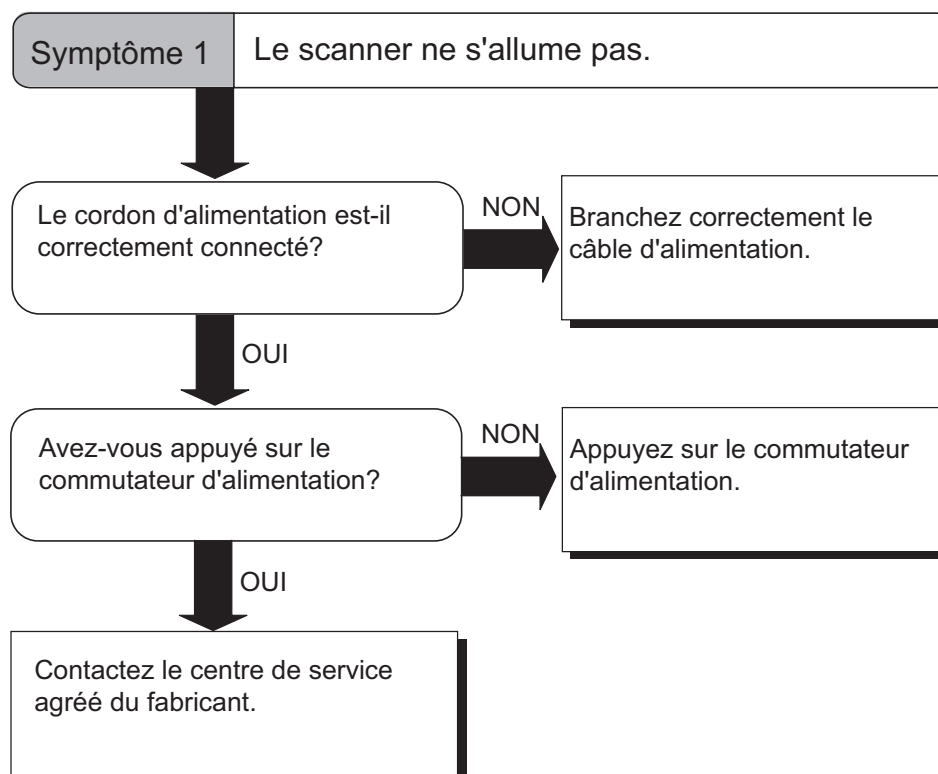 Symptôme 1
Le scanner ne s'allume pas.
Le cordon d'alimentation est-il
correctement connecté?
NON
Branchez correctement le
câble d'alimentation.
OUI
Avez-vous appuyé sur le
commutateur d'alimentation?
NON
Appuyez sur le commutateur
d'alimentation.
OUI
Contactez le centre de service
agréé du fabricant.